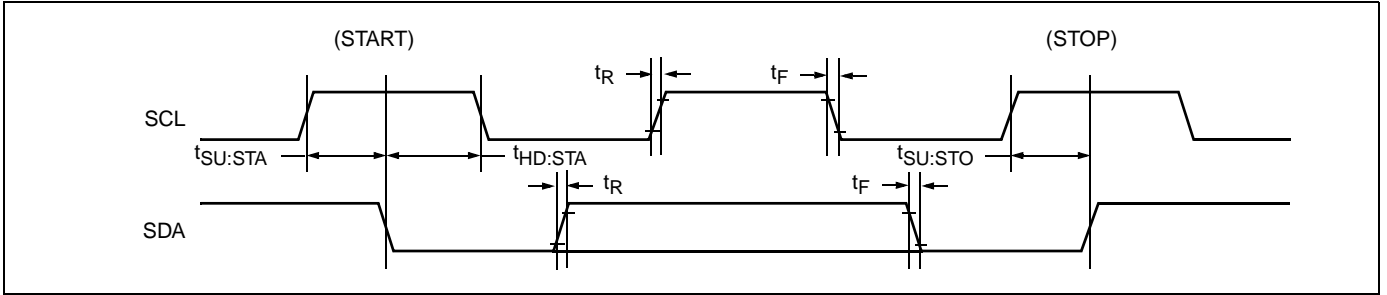 (START) (STOP)
tR tF
SCL
tSU:STA tHD:STA tSU:STO
tR tF
SDA